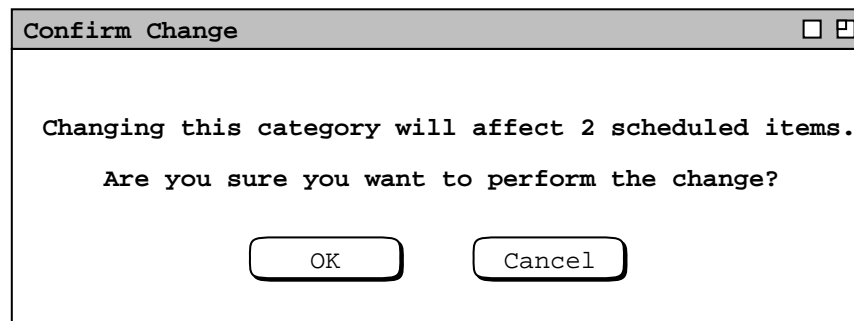 Confirm Change
Changing this category will affect 2 scheduled items.
Are you sure you want to perform the change?
OK Cancel